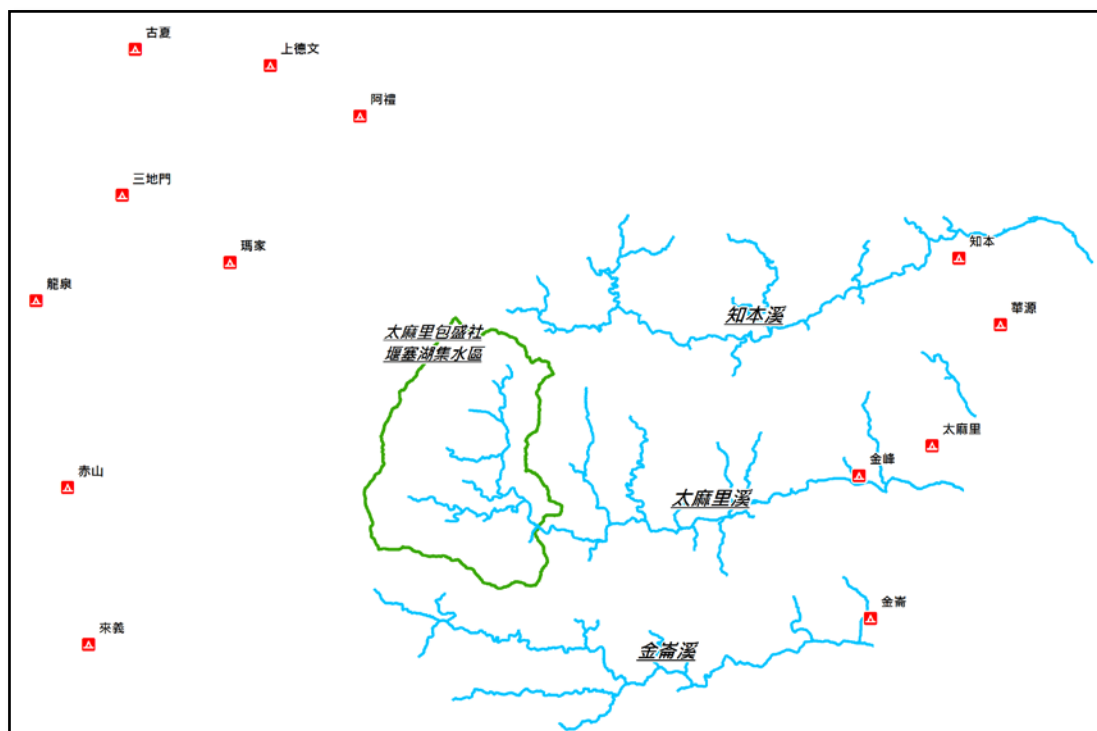 古夏
上德文
阿禮
三地門
瑪家
知本
龍泉
知本溪
華源
太麻里包盛社
堰塞湖集水區
太麻里
金峰
赤山
太麻里溪
金崙
來義
金崙溪